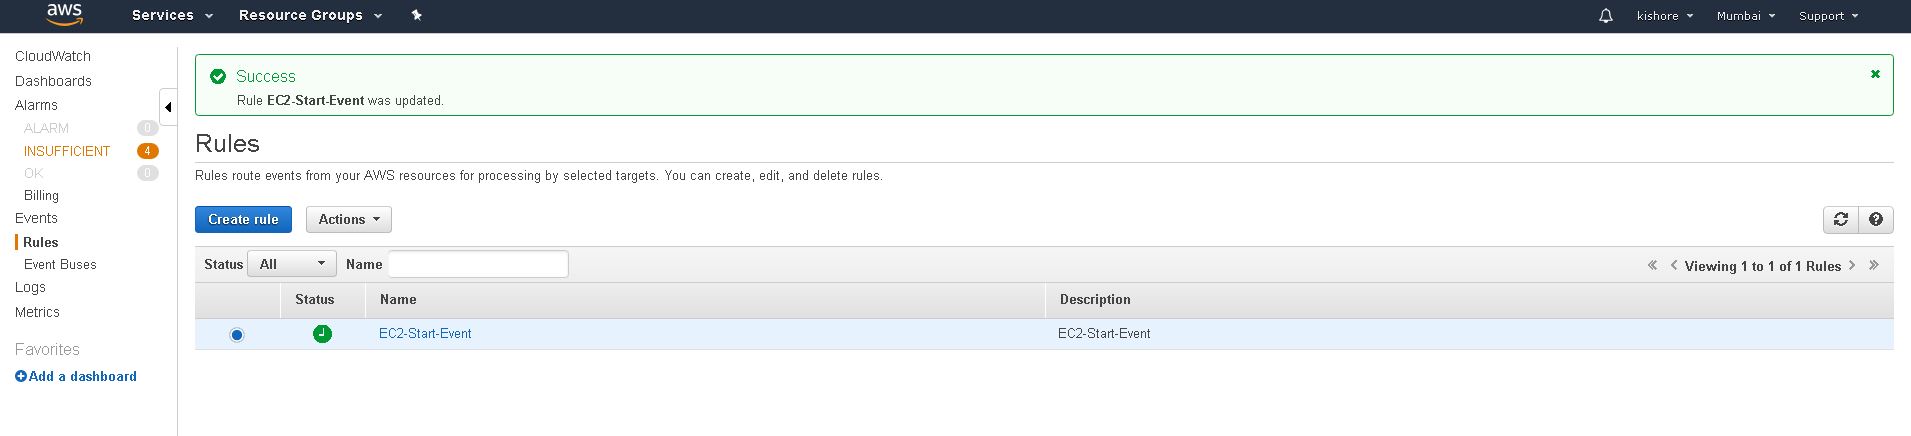 aws Services Resource Groups kishore Mumbai Support
CloudWatch
Dashboards
Alarms
ALARM 0
INSUFFICIENT 4
OK 0
Billing
Events
Rules
Event Buses
Logs
Metrics
Favorites
Add a dashboard
Success
Rule EC2-Start-Event was updated.
Rules
Rules route events from your AWS resources for processing by selected targets. You can create, edit, and delete rules.
Create rule Actions
Status All Name « < Viewing 1 to 1 of 1 Rules > »
Status Name Description
EC2-Start-Event EC2-Start-Event